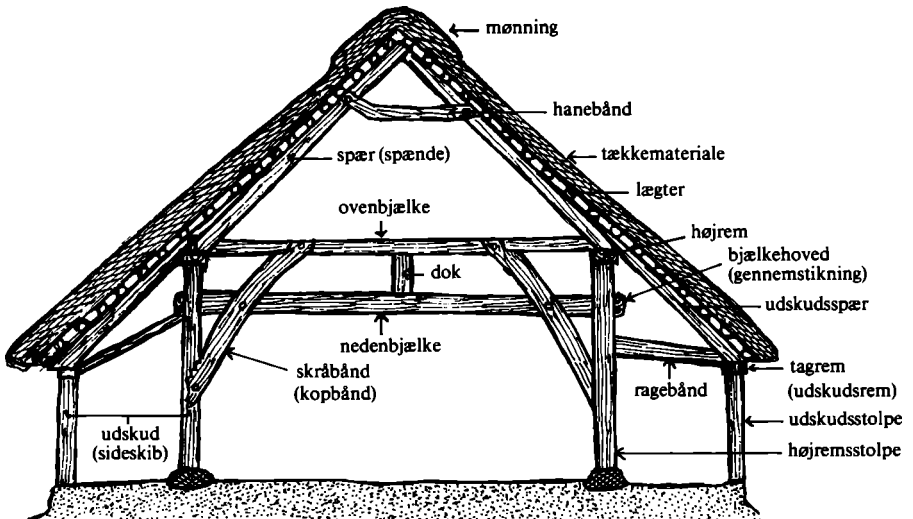 mønning
hanebånd
spær (spænde)
tækkemateriale
lægter
ovenbjælke
højrem
bjælkehoved
(gennemstikning)
dok
udskudsspær
nedenbjælke
skråbånd
(kopbånd)
ragebånd
tagrem
(udskudsrem)
udskud
(sideskib)
udskudsstolpe
højremsstolpe